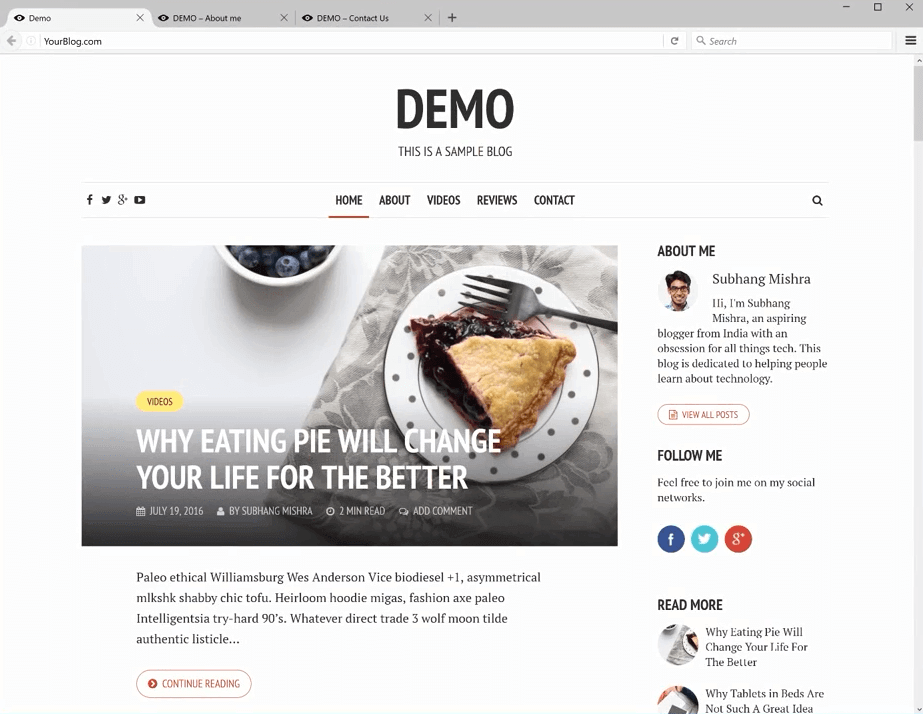 Demo
DEMO – About me
DEMO – Contact Us
YourBlog.com
Search
DEMO
THIS IS A SAMPLE BLOG
HOME ABOUT VIDEOS REVIEWS CONTACT
VIDEOS
WHY EATING PIE WILL CHANGE
YOUR LIFE FOR THE BETTER
JULY 19, 2016 BY SUBHANG MISHRA 2 MIN READ ADD COMMENT
Paleo ethical Williamsburg Wes Anderson Vice biodiesel +1, asymmetrical
mlkshk shabby chic tofu. Heirloom hoodie migas, fashion axe paleo
Intelligentsia try-hard 90's. Whatever direct trade 3 wolf moon tilde
authentic listicle…
CONTINUE READING
ABOUT ME
Subhang Mishra
Hi, I'm Subhang
Mishra, an aspiring
blogger from India with an
obsession for all things tech. This
blog is dedicated to helping people
learn about technology.
VIEW ALL POSTS
FOLLOW ME
Feel free to join me on my social
networks.
READ MORE
Why Eating Pie Will
Change Your Life For
The Better
Why Tablets in Beds Are
Not Such A Great Idea